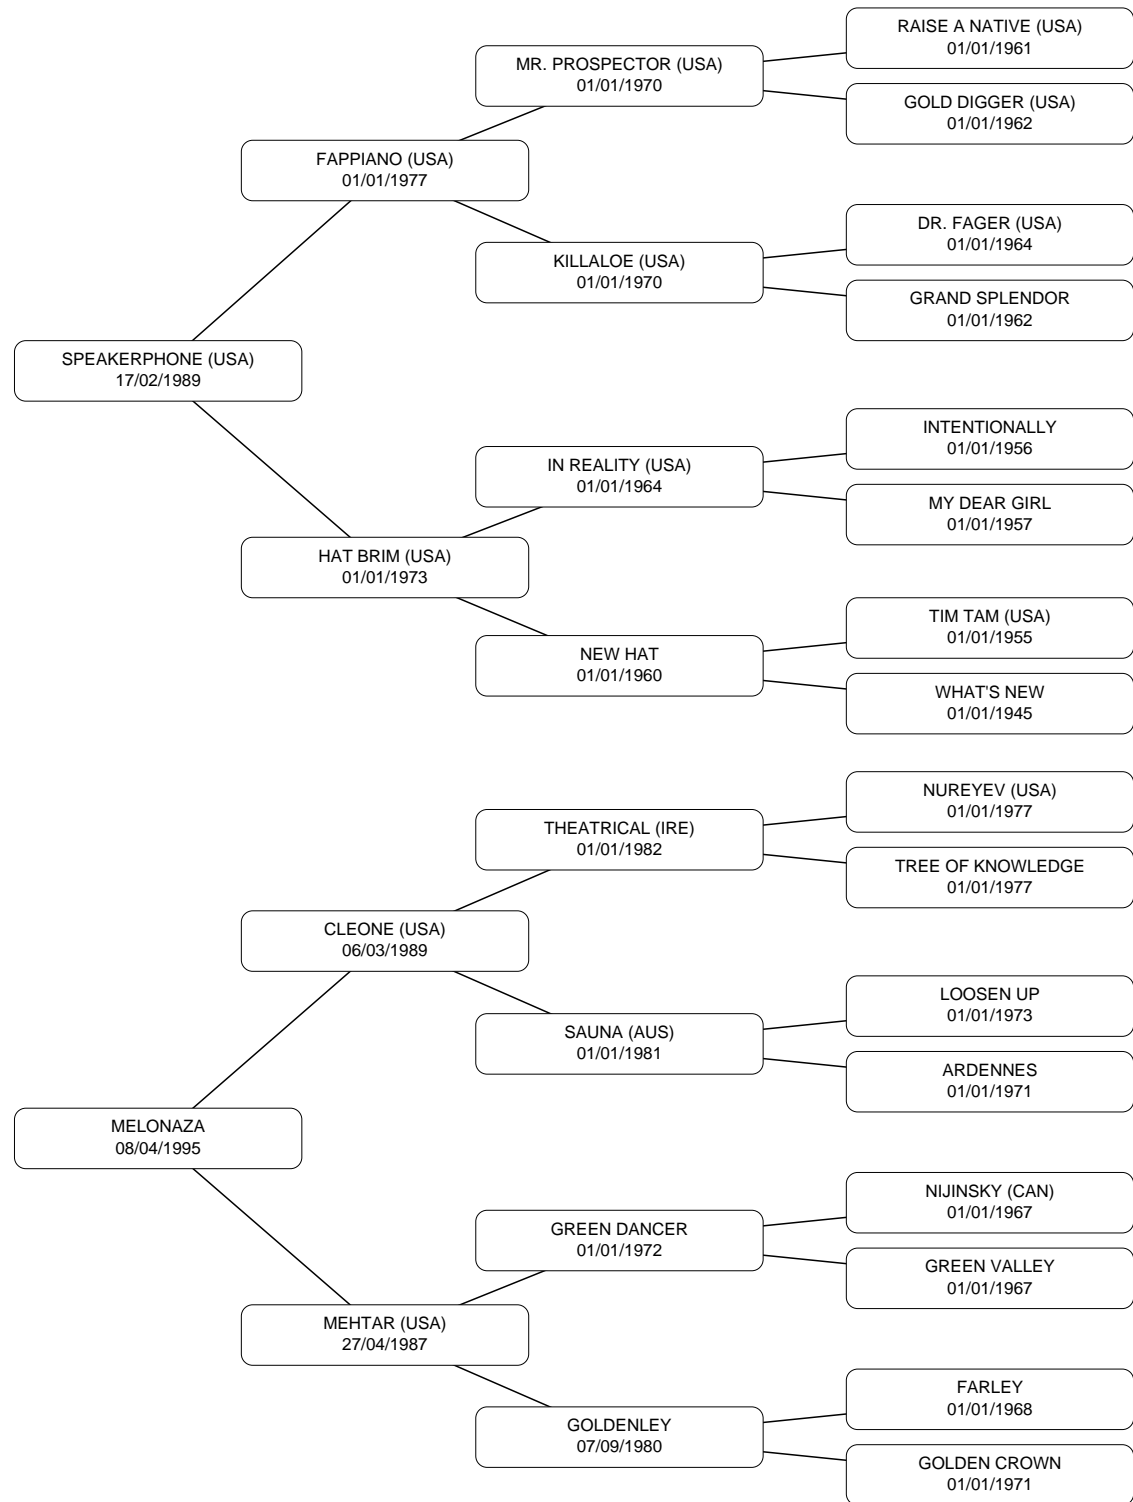 RAISE A NATIVE (USA)
01/01/1961
MR. PROSPECTOR (USA)
01/01/1970
GOLD DIGGER (USA)
01/01/1962
FAPPIANO (USA)
01/01/1977
DR. FAGER (USA)
01/01/1964
KILLALOE (USA)
01/01/1970
GRAND SPLENDOR
01/01/1962
SPEAKERPHONE (USA)
17/02/1989
INTENTIONALLY
01/01/1956
IN REALITY (USA)
01/01/1964
MY DEAR GIRL
01/01/1957
HAT BRIM (USA)
01/01/1973
TIM TAM (USA)
01/01/1955
NEW HAT
01/01/1960
WHAT'S NEW
01/01/1945
NUREYEV (USA)
01/01/1977
THEATRICAL (IRE)
01/01/1982
TREE OF KNOWLEDGE
01/01/1977
CLEONE (USA)
06/03/1989
LOOSEN UP
01/01/1973
SAUNA (AUS)
01/01/1981
ARDENNES
01/01/1971
MELONAZA
08/04/1995
NIJINSKY (CAN)
01/01/1967
GREEN DANCER
01/01/1972
GREEN VALLEY
01/01/1967
MEHTAR (USA)
27/04/1987
FARLEY
01/01/1968
GOLDENLEY
07/09/1980
GOLDEN CROWN
01/01/1971